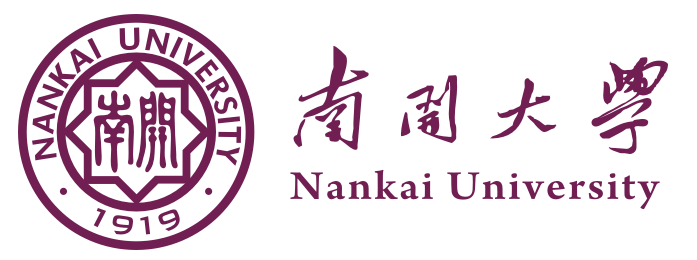 NANKAI UNIVERSITY
南開
1919
南開大學
Nankai University